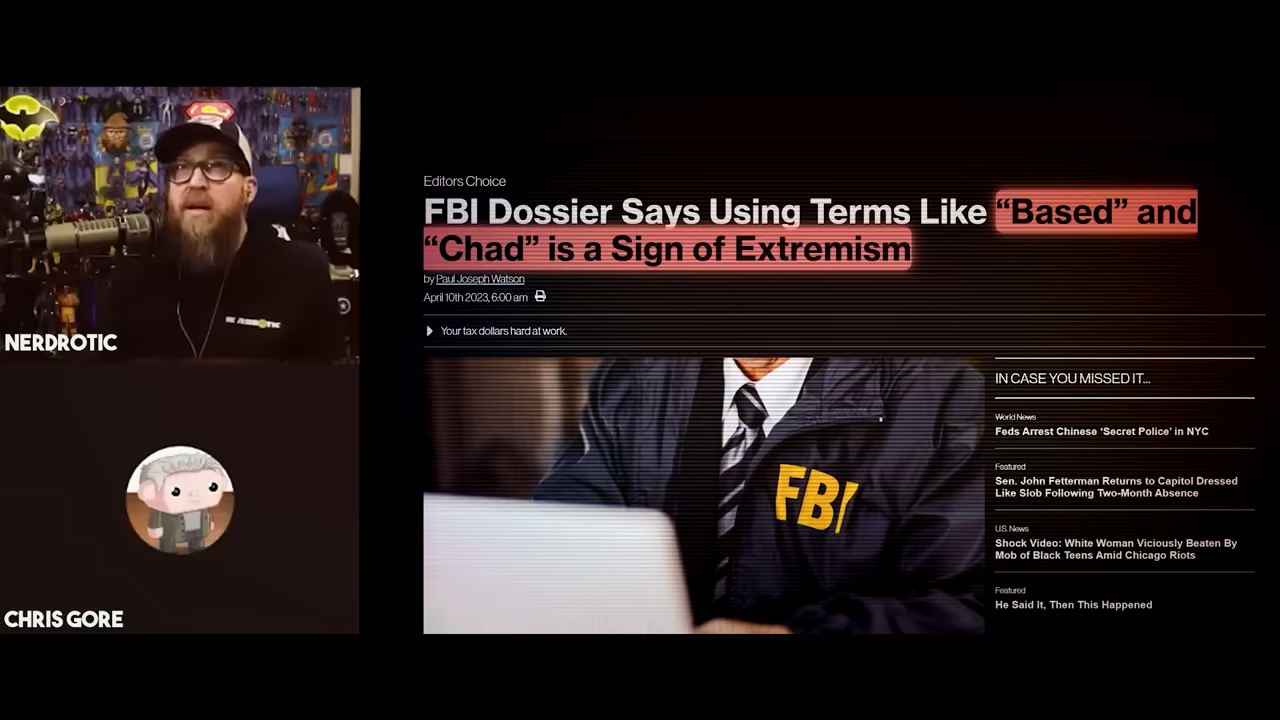 NERDROTIC
CHRIS GORE
Editors Choice
FBI Dossier Says Using Terms Like “Based” and
“Chad” is a Sign of Extremism
by Paul Joseph Watson
April 10th 2023, 6:00 am
Your tax dollars hard at work.
FBI
IN CASE YOU MISSED IT...
World News
Feds Arrest Chinese ‘Secret Police’ in NYC
Featured
Sen. John Fetterman Returns to Capitol Dressed
Like Slob Following Two-Month Absence
U.S. News
Shock Video: White Woman Viciously Beaten By
Mob of Black Teens Amid Chicago Riots
Featured
He Said It, Then This Happened